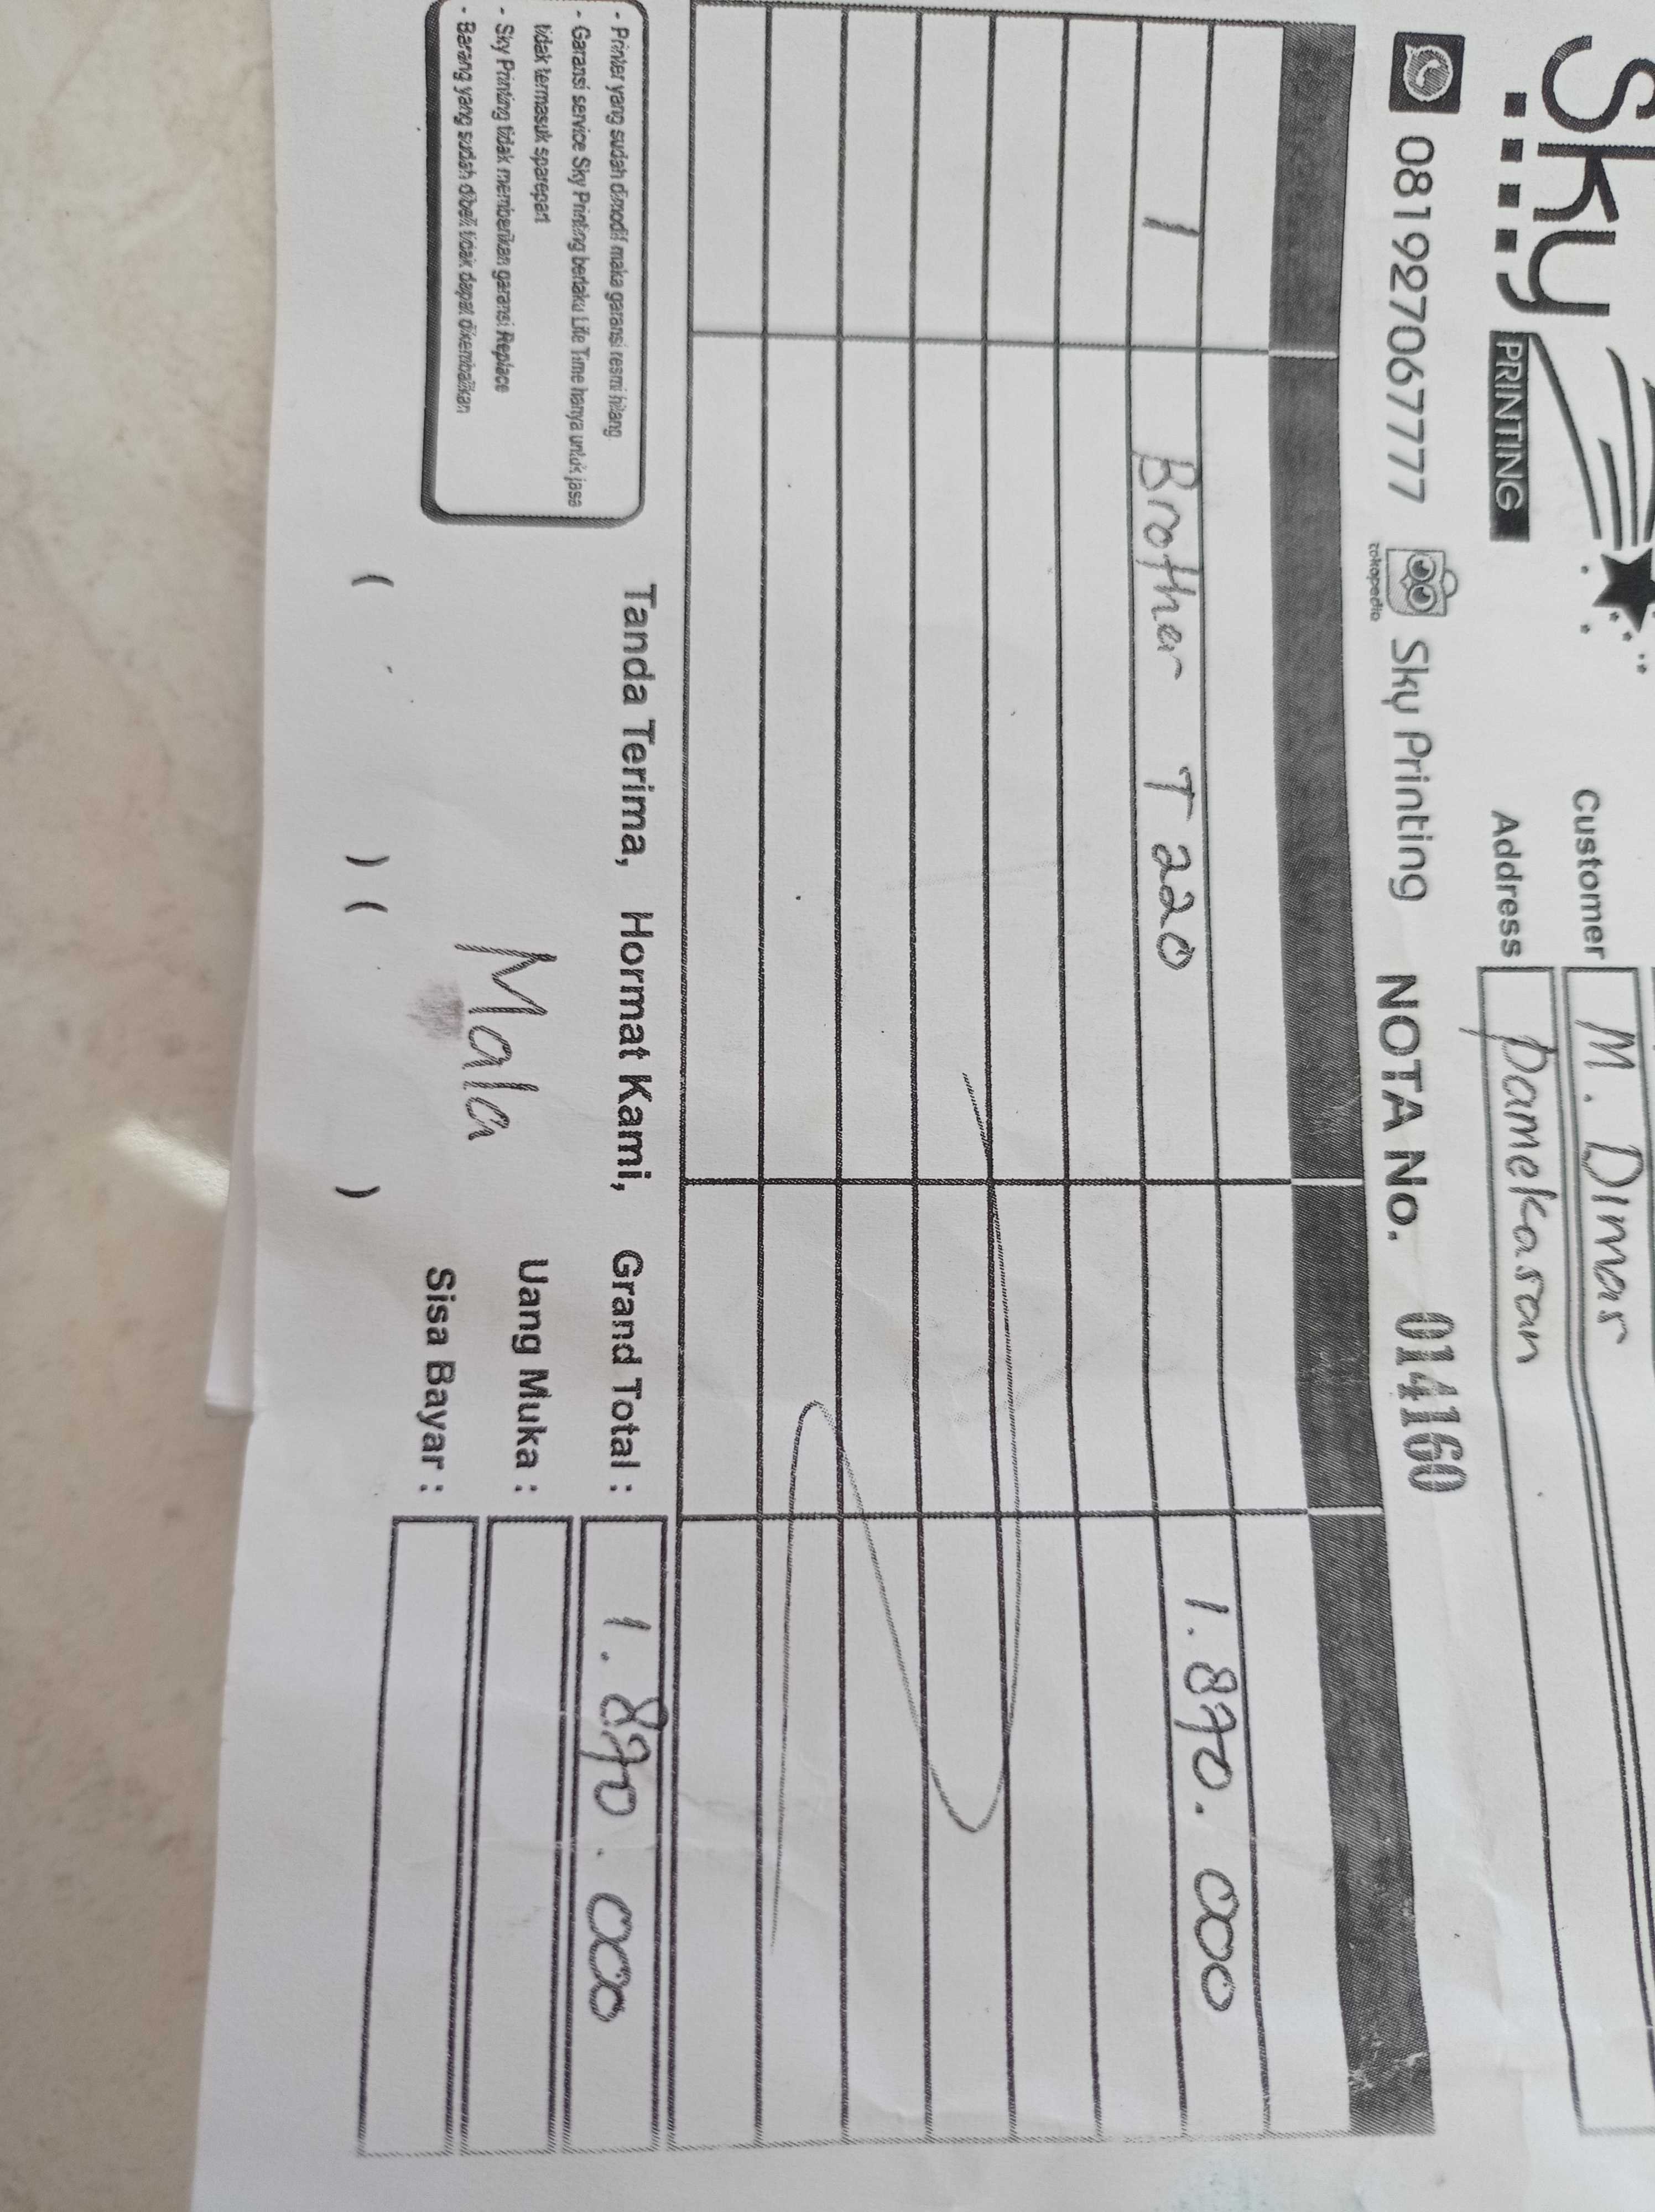 Sky
PRINTING
Customer M. Dimas
Address Pamekasan
081927067777 tokopedia Sky Printing NOTA No. 014160
1 Brother T 220 1.890.000
- Printer yang sudah dimodif maka garansi resmi hilang
- Garansi service Sky Printing berlaku Life Time hanya untuk jasa
tidak termasuk sparepart
- Sky Printing tidak memberikan garansi Replace
- Barang yang sudah dibeli tidak dapat dikembalikan
Tanda Terima, Hormat Kami, Grand Total : 1.890.000
Mala
Uang Muka :
Sisa Bayar :
( ) ( )